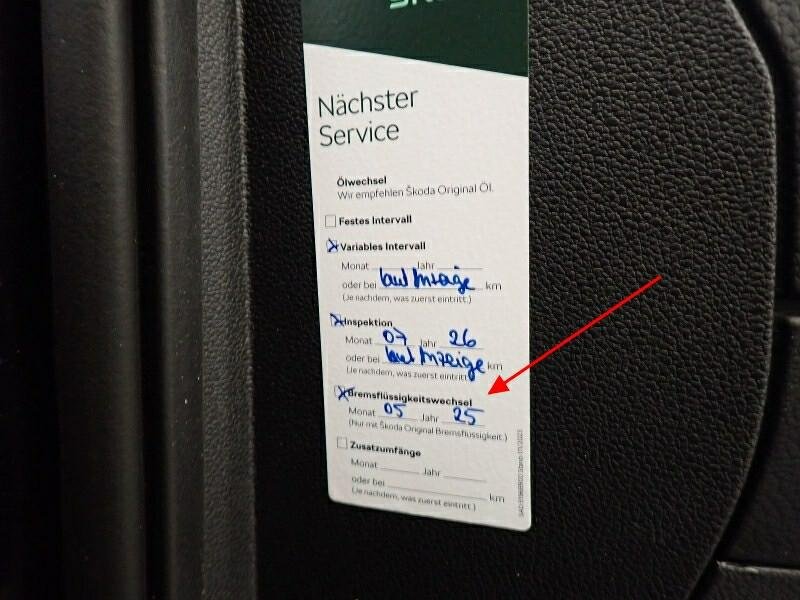 Nächster
Service
Ölwechsel
Wir empfehlen Škoda Original Öl.
Festes Intervall
Variables Intervall
Monat Jahr
oder bei laut Anzeige km
(Je nachdem, was zuerst eintritt.)
Inspektion
Monat 07 Jahr 26
oder bei laut Anzeige km
(Je nachdem, was zuerst eintritt.)
Bremsflüssigkeitswechsel
Monat 05 Jahr 25
(Nur mit Škoda Original Bremsflüssigkeit.)
Zusatzumfänge
Monat Jahr
oder bei km
(Je nachdem, was zuerst eintritt.)